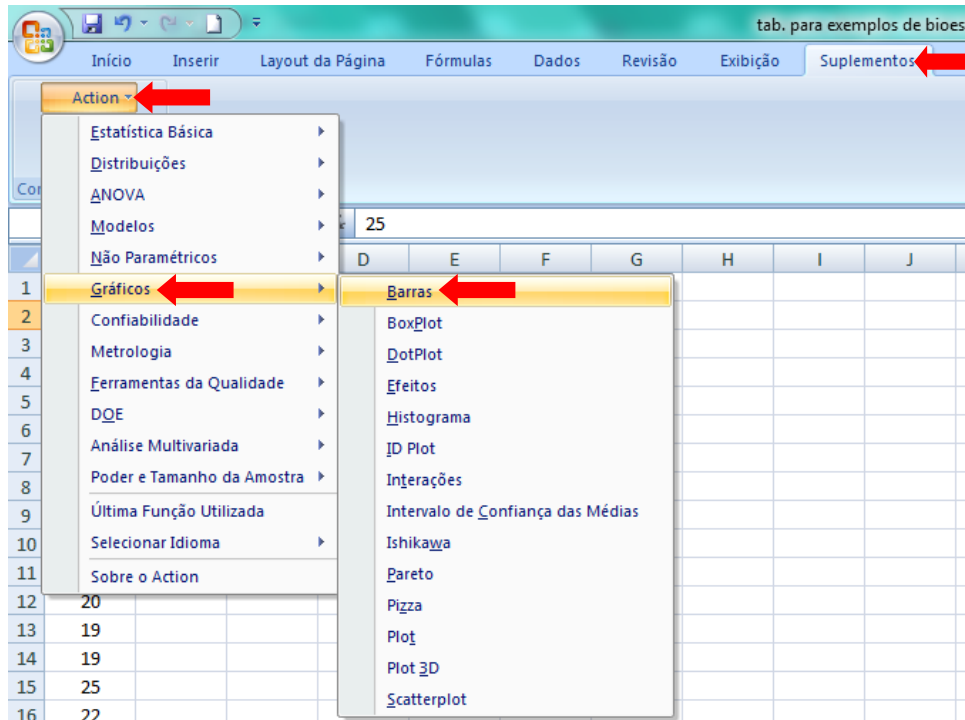 tab. para exemplos de bioes
Início Inserir Layout da Página Fórmulas Dados Revisão Exibição Suplementos
Action
Estatística Básica
Distribuições
ANOVA
Modelos
Não Paramétricos
Gráficos
Confiabilidade
Metrologia
Ferramentas da Qualidade
DOE
Análise Multivariada
Poder e Tamanho da Amostra
Última Função Utilizada
Selecionar Idioma
Sobre o Action
Cor
25
D E F G H I J
Barras
BoxPlot
DotPlot
Efeitos
Histograma
ID Plot
Interações
Intervalo de Confiança das Médias
Ishikawa
Pareto
Pizza
Plot
Plot 3D
Scatterplot
1
2
3
4
5
6
7
8
9
10
11
12 20
13 19
14 19
15 25
16 22